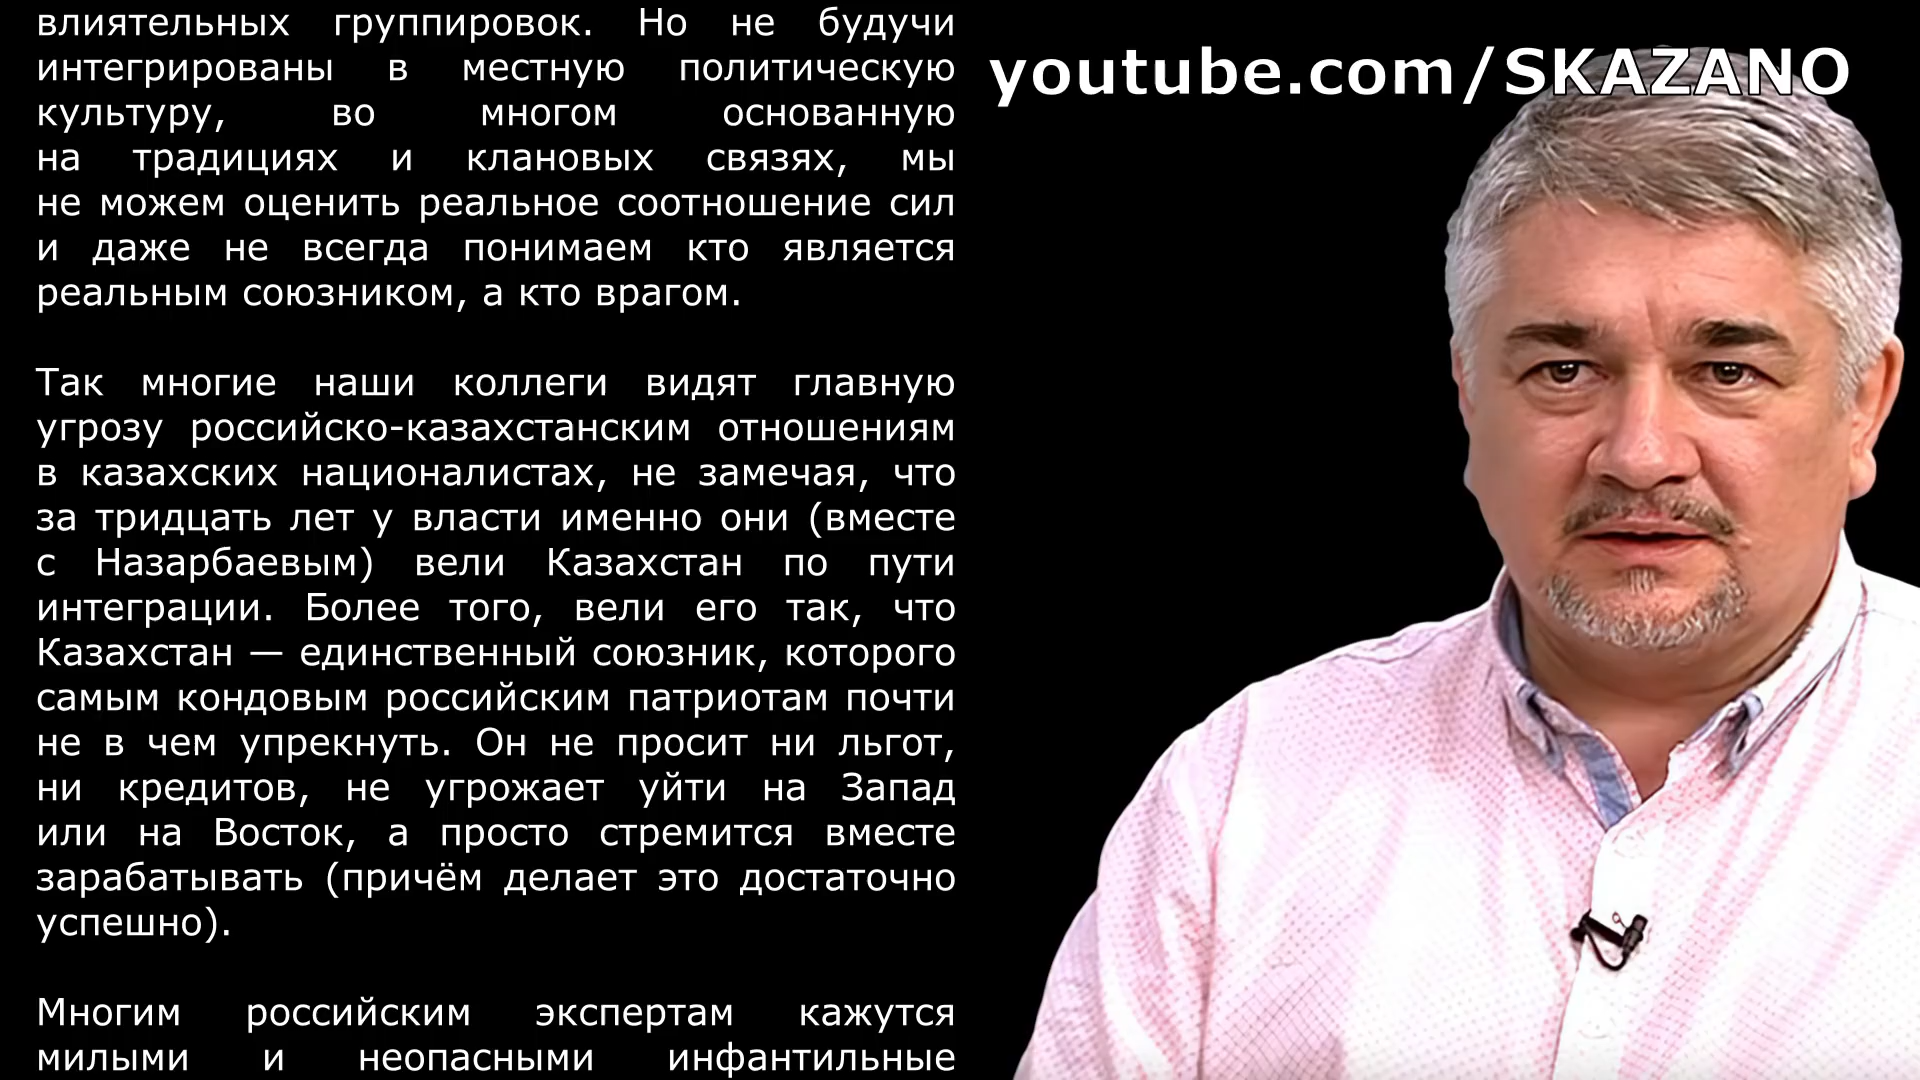 влиятельных группировок. Но не будучи
интегрированы в местную политическую
культуру, во многом основанную
на традициях и клановых связях, мы
не можем оценить реальное соотношение сил
и даже не всегда понимаем кто является
реальным союзником, а кто врагом.
Так многие наши коллеги видят главную
угрозу российско-казахстанским отношениям
в казахских националистах, не замечая, что
за тридцать лет у власти именно они (вместе
с Назарбаевым) вели Казахстан по пути
интеграции. Более того, вели его так, что
Казахстан — единственный союзник, которого
самым кондовым российским патриотам почти
не в чем упрекнуть. Он не просит ни льгот,
ни кредитов, не угрожает уйти на Запад
или на Восток, а просто стремится вместе
зарабатывать (причём делает это достаточно
успешно).
Многим российским экспертам кажутся
милыми и неопасными инфантильные
youtube.com/SKAZANO